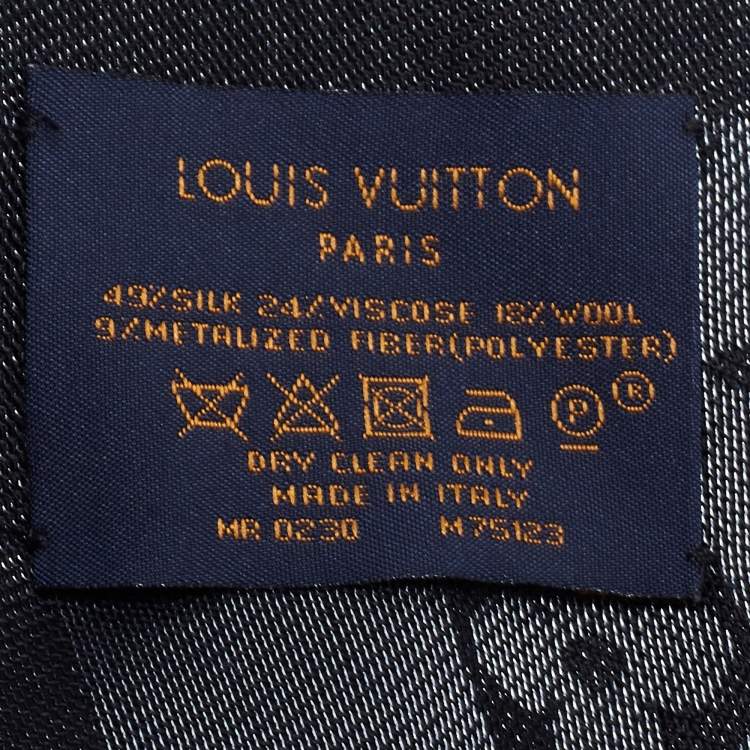 LOUIS VUITTON
PARIS
49%SILK 24%VISCOSE 18%WOOL
9%METALIZED FIBER(POLYESTER)
P ®
DRY CLEAN ONLY
MADE IN ITALY
MR 0230 M75123